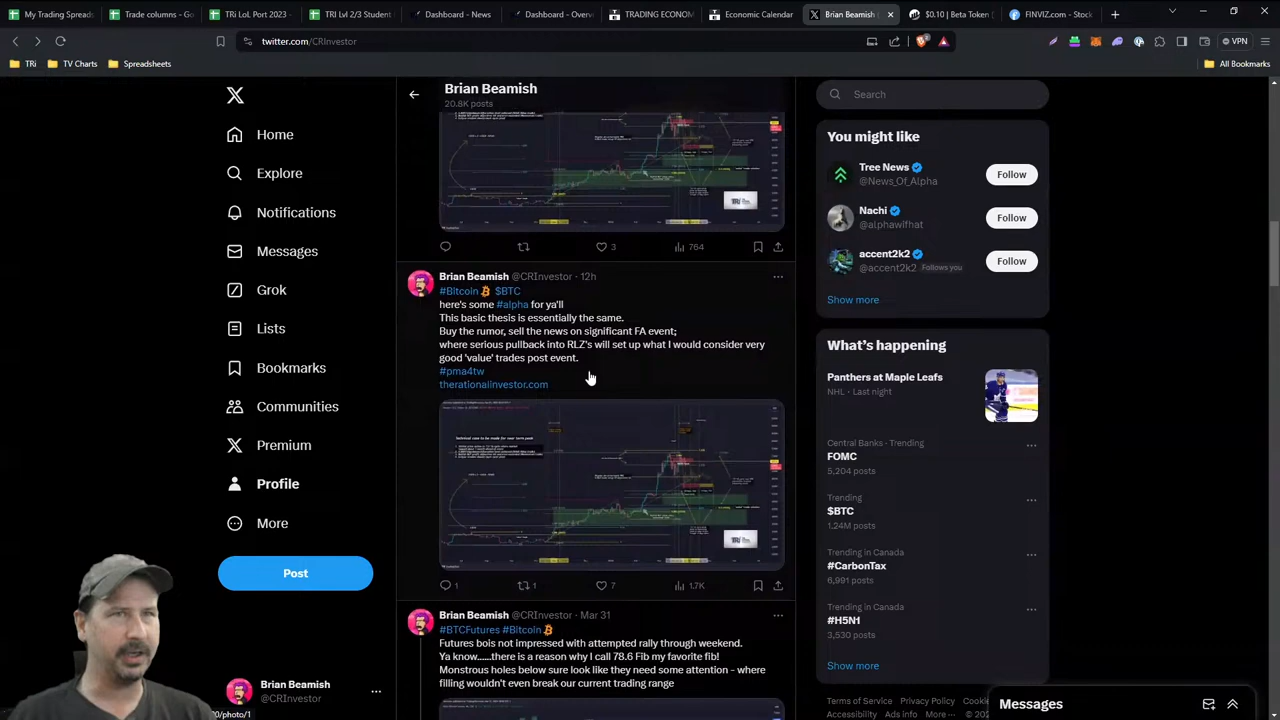 My Trading Spreads
Trade columns - Go
TRi LoL Port 2023 -
TRI Lvl 2/3 Student
Dashboard - News
Dashboard - Overv
TRADING ECONOM
Economic Calendar
Brian Beamish
$0.10 | Beta Token
FINVIZ.com - Stock
twitter.com/CRInvestor
VPN
TRi
TV Charts
Spreadsheets
All Bookmarks
Home
Explore
Notifications
Messages
Grok
Lists
Bookmarks
Communities
Premium
Profile
More
Post
Brian Beamish
@CRInvestor
Brian Beamish
20.8K posts
3
764
Brian Beamish @CRInvestor · 12h
#Bitcoin $BTC
here's some #alpha for ya'll
This basic thesis is essentially the same.
Buy the rumor, sell the news on significant FA event;
where serious pullback into RLZ's will set up what I would consider very
good 'value' trades post event.
#pma4tw
therationalinvestor.com
Technical case to be made for near term peak
1
1
7
1.7K
Brian Beamish @CRInvestor · Mar 31
#BTCFutures #Bitcoin
Futures bois not impressed with attempted rally through weekend.
Ya know......there is a reason why I call 78.6 Fib my favorite fib!
Monstrous holes below sure look like they need some attention - where
filling wouldn't even break our current trading range
Search
You might like
Tree News
@News_Of_Alpha
Follow
Nachi
@alphawifhat
Follow
accent2k2
@accent2k2 Follows you
Follow
Show more
What's happening
Panthers at Maple Leafs
NHL · Last night
Central Banks · Trending
FOMC
5,204 posts
Trending
$BTC
1.24M posts
Trending in Canada
#CarbonTax
6,991 posts
Trending in Canada
#H5N1
3,530 posts
Show more
Terms of Service Privacy Policy
Accessibility Ads info More
Messages